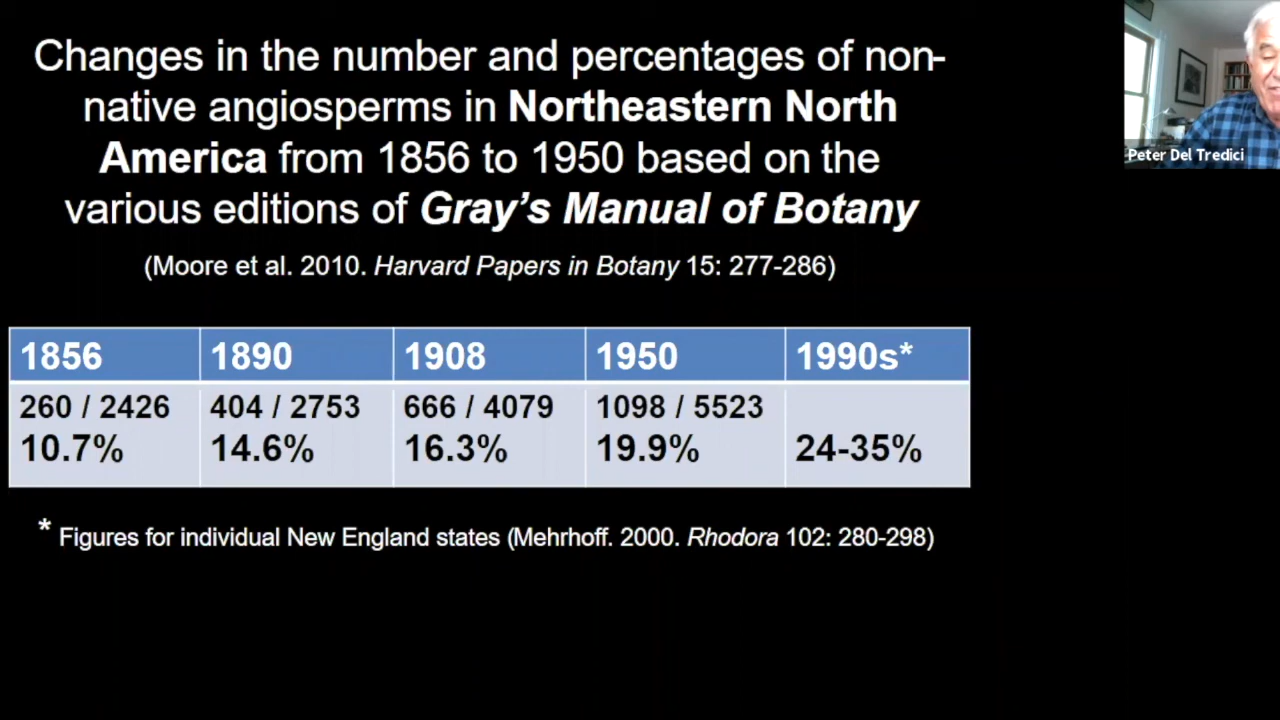 Changes in the number and percentages of non-
native angiosperms in Northeastern North
America from 1856 to 1950 based on the
various editions of Gray's Manual of Botany
(Moore et al. 2010. Harvard Papers in Botany 15: 277-286)
Peter Del Tredici
1856 1890 1908 1950 1990s*
260 / 2426 404 / 2753 666 / 4079 1098 / 5523
10.7% 14.6% 16.3% 19.9% 24-35%
* Figures for individual New England states (Mehrhoff. 2000. Rhodora 102: 280-298)